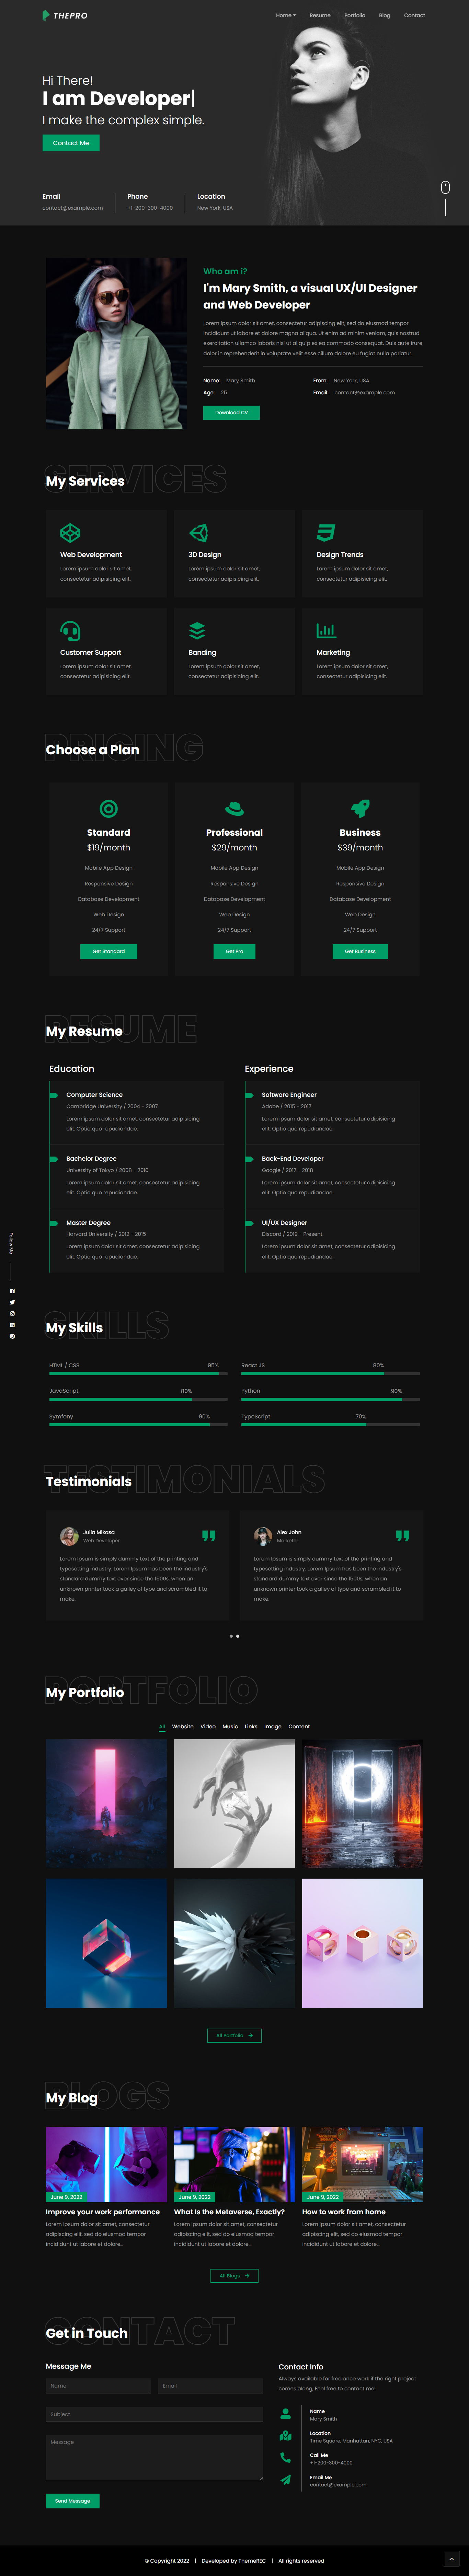 THEPRO
Home Resume Portfolio Blog Contact
Hi There!
I am Developer|
I make the complex simple.
Contact Me
Email Phone Location
contact@example.com +1-200-300-4000 New York, USA
Who am i?
I'm Mary Smith, a visual UX/UI Designer
and Web Developer
Lorem ipsum dolor sit amet, consectetur adipisicing elit, sed do eiusmod tempor
incididunt ut labore et dolore magna aliqua. Ut enim ad minim veniam, quis nostrud
exercitation ullamco laboris nisi ut aliquip ex ea commodo consequat. Duis aute irure
dolor in reprehenderit in voluptate velit esse cillum dolore eu fugiat nulla pariatur.
Name: Mary Smith From: New York, USA
Age: 25 Email: contact@example.com
Download CV
SERVICES
My Services
Web Development 3D Design Design Trends
Lorem ipsum dolor sit amet, Lorem ipsum dolor sit amet, Lorem ipsum dolor sit amet,
consectetur adipisicing elit. consectetur adipisicing elit. consectetur adipisicing elit.
Customer Support Banding Marketing
Lorem ipsum dolor sit amet, Lorem ipsum dolor sit amet, Lorem ipsum dolor sit amet,
consectetur adipisicing elit. consectetur adipisicing elit. consectetur adipisicing elit.
PRICING
Choose a Plan
Standard Professional Business
$19/month $29/month $39/month
Mobile App Design Mobile App Design Mobile App Design
Responsive Design Responsive Design Responsive Design
Database Development Database Development Database Development
Web Design Web Design Web Design
24/7 Support 24/7 Support 24/7 Support
Get Standard Get Pro Get Business
RESUME
My Resume
Education Experience
Computer Science Software Engineer
Cambridge University / 2004 - 2007 Adobe / 2015 - 2017
Lorem ipsum dolor sit amet, consectetur adipisicing Lorem ipsum dolor sit amet, consectetur adipisicing
elit. Optio quo repudiandae. elit. Optio quo repudiandae.
Bachelor Degree Back-End Developer
University of Tokyo / 2008 - 2010 Google / 2017 - 2018
Lorem ipsum dolor sit amet, consectetur adipisicing Lorem ipsum dolor sit amet, consectetur adipisicing
elit. Optio quo repudiandae. elit. Optio quo repudiandae.
Master Degree UI/UX Designer
Harvard University / 2012 - 2015 Discord / 2019 - Present
Lorem ipsum dolor sit amet, consectetur adipisicing Lorem ipsum dolor sit amet, consectetur adipisicing
elit. Optio quo repudiandae. elit. Optio quo repudiandae.
Follow Me
SKILLS
My Skills
HTML / CSS 95% React JS 80%
JavaScript 80% Python 90%
Symfony 90% TypeScript 70%
TESTIMONIALS
Testimonials
Julia Mikasa Alex John
Web Developer Marketer
Lorem Ipsum is simply dummy text of the printing and Lorem Ipsum is simply dummy text of the printing and
typesetting industry. Lorem Ipsum has been the industry's typesetting industry. Lorem Ipsum has been the industry's
standard dummy text ever since the 1500s, when an standard dummy text ever since the 1500s, when an
unknown printer took a galley of type and scrambled it to unknown printer took a galley of type and scrambled it to
make. make.
PORTFOLIO
My Portfolio
All Website Video Music Links Image Content
All Portfolio
BLOGS
My Blog
June 9, 2022 June 9, 2022 June 9, 2022
Improve your work performance What Is the Metaverse, Exactly? How to work from home
Lorem ipsum dolor sit amet, consectetur Lorem ipsum dolor sit amet, consectetur Lorem ipsum dolor sit amet, consectetur
adipisicing elit, sed do eiusmod tempor adipisicing elit, sed do eiusmod tempor adipisicing elit, sed do eiusmod tempor
incididunt ut labore et dolore... incididunt ut labore et dolore... incididunt ut labore et dolore...
All Blogs
CONTACT
Get in Touch
Message Me Contact Info
Always available for freelance work if the right project
comes along, Feel free to contact me!
Name Email
Subject
Message
Name
Mary Smith
Location
Time Square, Manhattan, NYC, USA
Call Me
+1-200-300-4000
Email Me
contact@example.com
Send Message
© Copyright 2022 | Developed by ThemeREC | All rights reserved